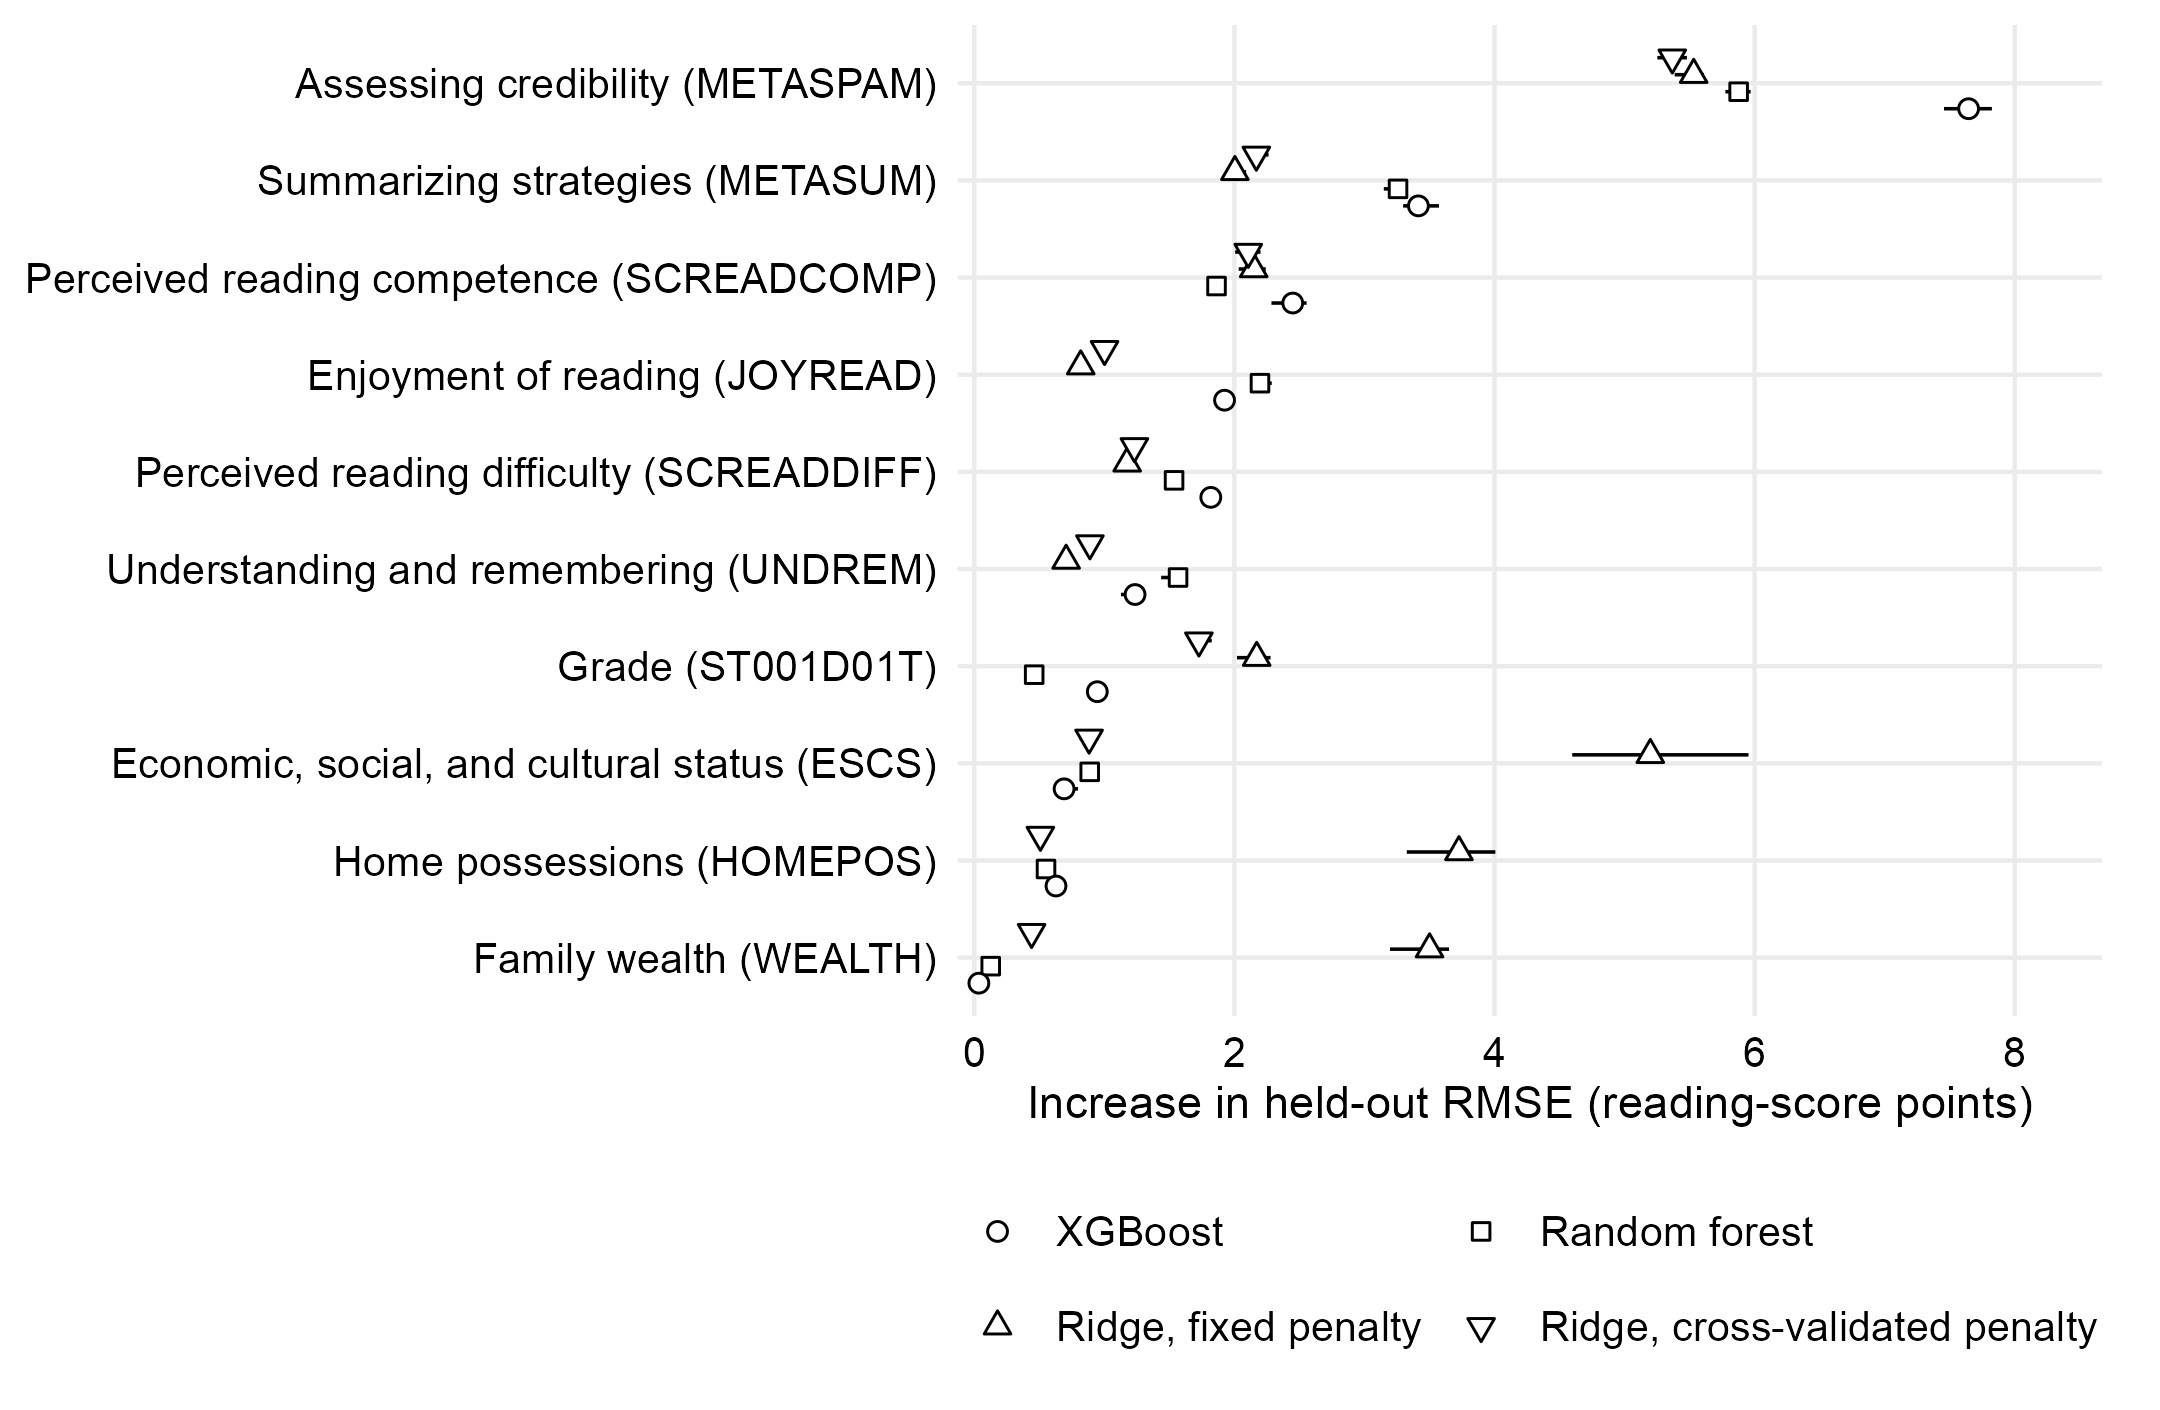 Assessing credibility (METASPAM)
Summarizing strategies (METASUM)
Perceived reading competence (SCREADCOMP)
Enjoyment of reading (JOYREAD)
Perceived reading difficulty (SCREADDIFF)
Understanding and remembering (UNDREM)
Grade (ST001D01T)
Economic, social, and cultural status (ESCS)
Home possessions (HOMEPOS)
Family wealth (WEALTH)
0 2 4 6 8
Increase in held-out RMSE (reading-score points)
XGBoost Random forest
Ridge, fixed penalty Ridge, cross-validated penalty